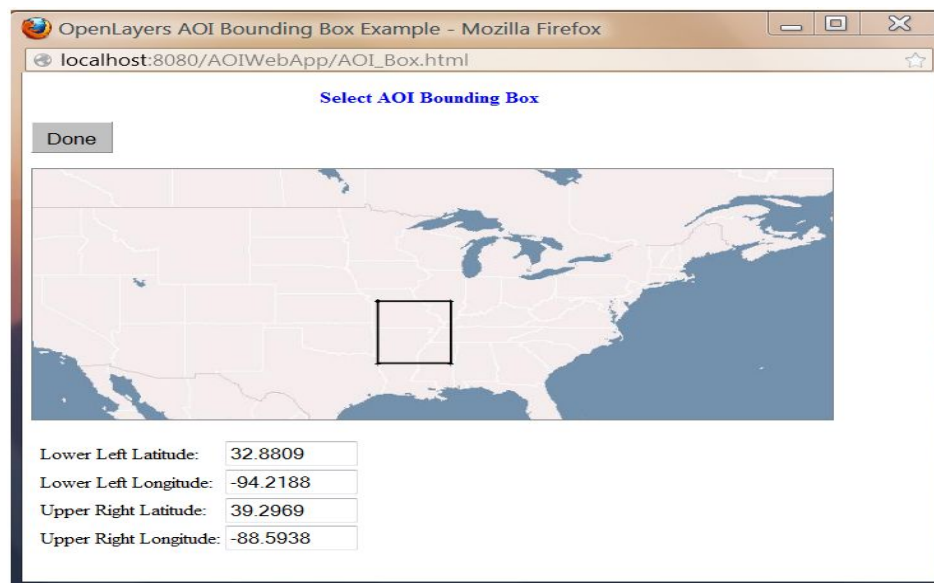 OpenLayers AOI Bounding Box Example - Mozilla Firefox
localhost:8080/AOIWebApp/AOI_Box.html
Select AOI Bounding Box
Done
Lower Left Latitude: 32.8809
Lower Left Longitude: -94.2188
Upper Right Latitude: 39.2969
Upper Right Longitude: -88.5938